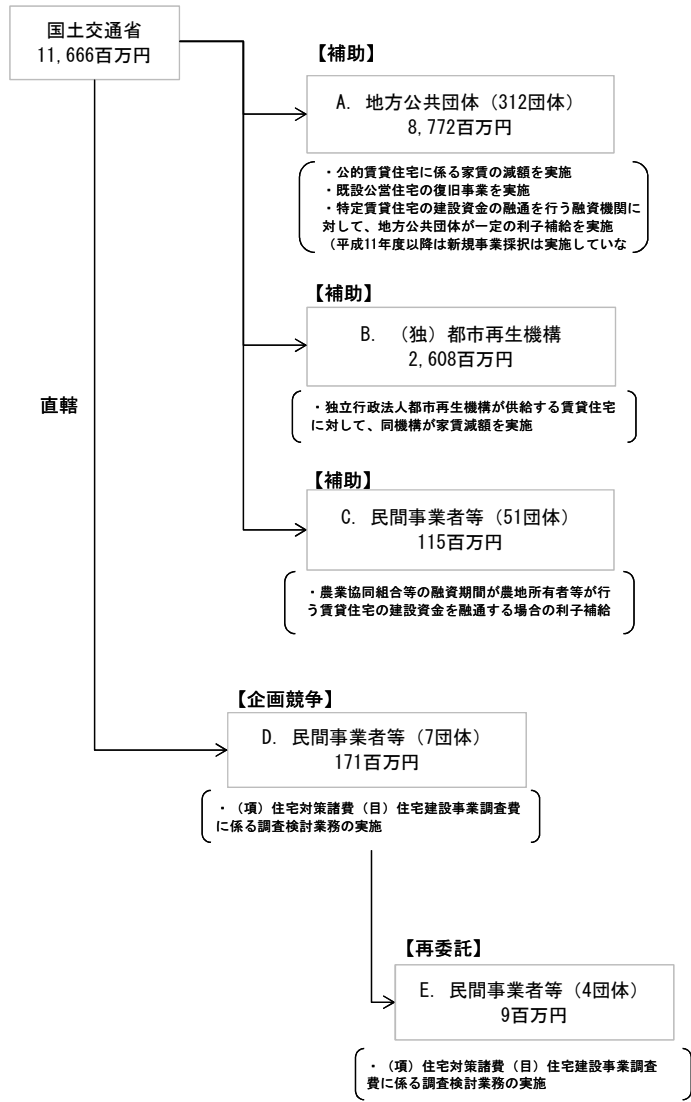 国土交通省
11,666百万円
【補助】
A. 地方公共団体（312団体）
8,772百万円
・公的賃貸住宅に係る家賃の減額を実施
・既設公営住宅の復旧事業を実施
・特定賃貸住宅の建設資金の融通を行う融資機関に
対して、地方公共団体が一定の利子補給を実施
（平成11年度以降は新規事業採択は実施していな
【補助】
B. （独）都市再生機構
2,608百万円
・独立行政法人都市再生機構が供給する賃貸住宅
に対して、同機構が家賃減額を実施
直轄
【補助】
C. 民間事業者等（51団体）
115百万円
・農業協同組合等の融資期間が農地所有者等が行
う賃貸住宅の建設資金を融通する場合の利子補給
【企画競争】
D. 民間事業者等（7団体）
171百万円
・（項）住宅対策諸費（目）住宅建設事業調査費
に係る調査検討業務の実施
【再委託】
E. 民間事業者等（4団体）
9百万円
・（項）住宅対策諸費（目）住宅建設事業調査
費に係る調査検討業務の実施